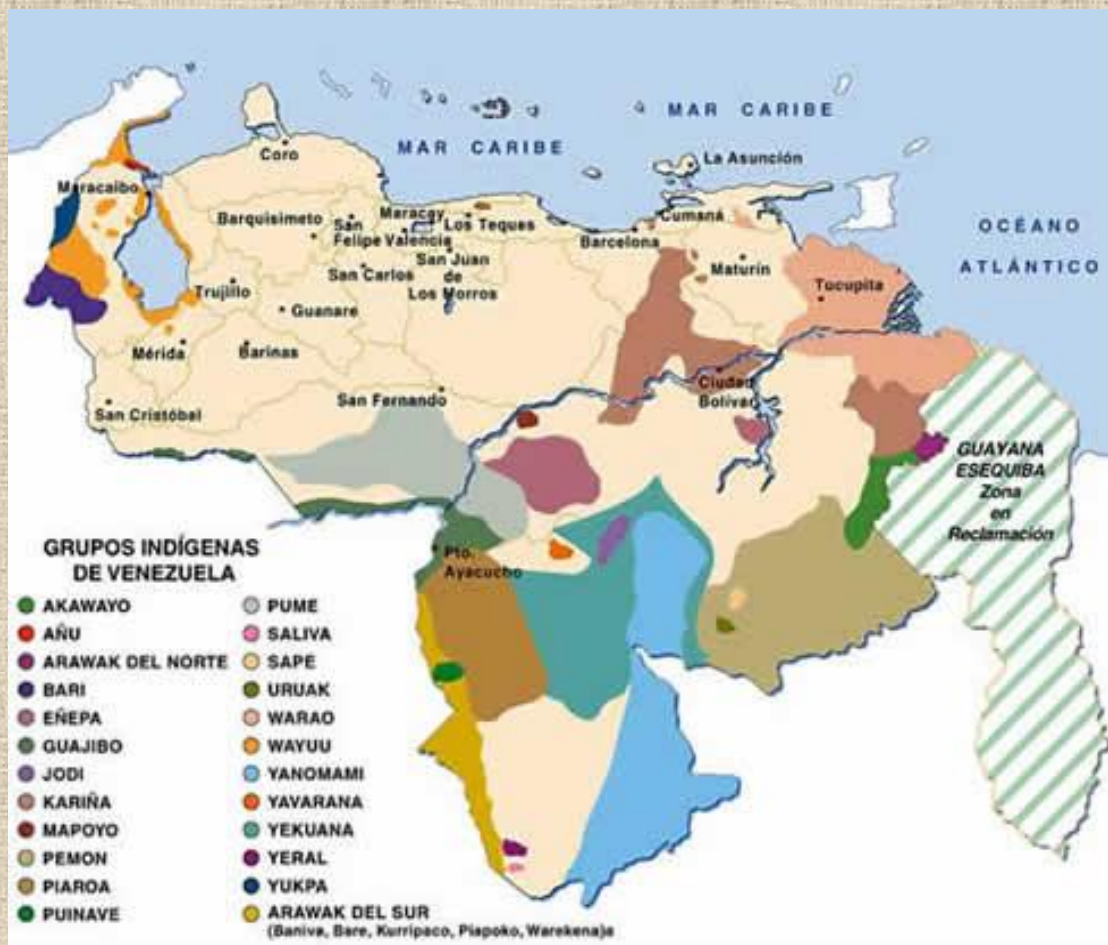 MAR CARIBE
MAR CARIBE
Coro
La Asunción
Maracaibo
Barquisimeto
San
Felipe
Maracay
Valencia
Los Teques
Cumaná
Barcelona
OCÉANO
ATLÁNTICO
San Carlos
San Juan
de
Los Morros
Maturín
Trujillo
Tucupita
Guanare
Mérida
Barinas
San Cristóbal
San Fernando
Ciudad
Bolívar
GUAYANA
ESEQUIBA
Zona
en
Reclamación
Pto.
Ayacucho
GRUPOS INDÍGENAS
DE VENEZUELA
AKAWAYO
AÑU
ARAWAK DEL NORTE
BARI
EÑEPA
GUAJIBO
JODI
KARIÑA
MAPOYO
PEMON
PIAROA
PUINAVE
PUME
SALIVA
SAPE
URUAK
WARAO
WAYUU
YANOMAMI
YAVARANA
YEKUANA
YERAL
YUKPA
ARAWAK DEL SUR
(Baniva, Bare, Kurripaco, Piapoko, Warekena)a